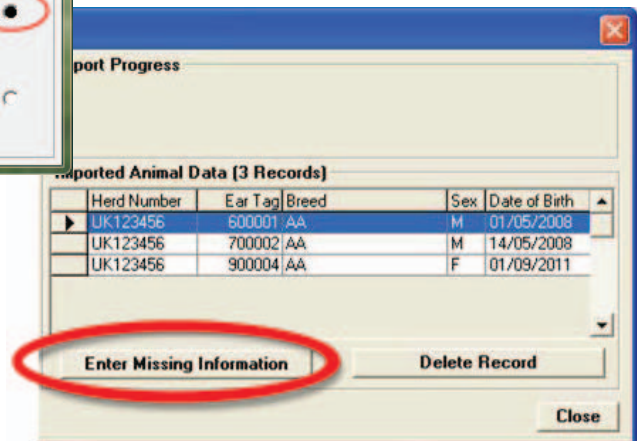 port Progress
ported Animal Data (3 Records)
Herd Number Ear Tag Breed Sex Date of Birth
UK123456 600001 AA M 01/05/2008
UK123456 700002 AA M 14/05/2008
UK123456 900004 AA F 01/09/2011
Enter Missing Information Delete Record
Close